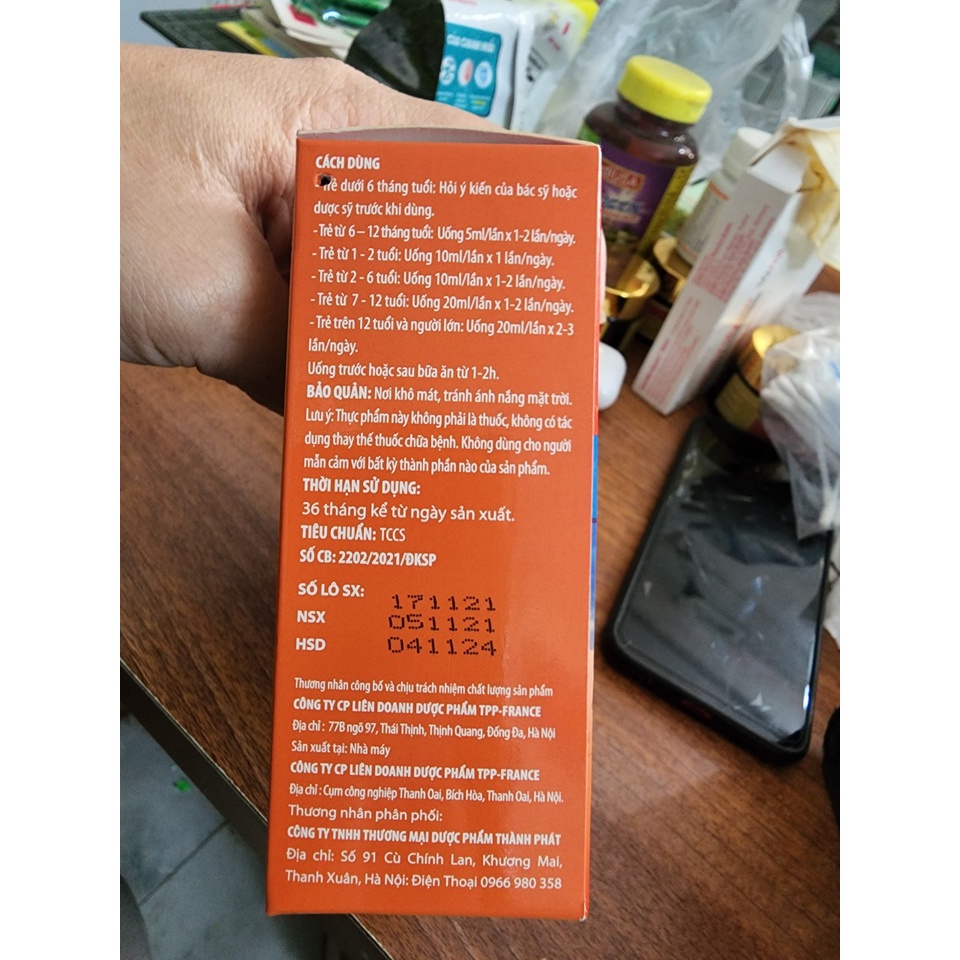 CÁCH DÙNG
- Trẻ dưới 6 tháng tuổi: Hỏi ý kiến của bác sỹ hoặc
dược sỹ trước khi dùng.
- Trẻ từ 6 – 12 tháng tuổi: Uống 5ml/lần x 1-2 lần/ngày.
- Trẻ từ 1 - 2 tuổi: Uống 10ml/lần x 1 lần/ngày.
- Trẻ từ 2 - 6 tuổi: Uống 10ml/lần x 1-2 lần/ngày.
- Trẻ từ 7 - 12 tuổi: Uống 20ml/lần x 1-2 lần/ngày.
- Trẻ trên 12 tuổi và người lớn: Uống 20ml/lần x 2-3
lần/ngày.
Uống trước hoặc sau bữa ăn từ 1-2h.
BẢO QUẢN: Nơi khô mát, tránh ánh nắng mặt trời.
Lưu ý: Thực phẩm này không phải là thuốc, không có tác
dụng thay thế thuốc chữa bệnh. Không dùng cho người
mẫn cảm với bất kỳ thành phần nào của sản phẩm.
THỜI HẠN SỬ DỤNG:
36 tháng kể từ ngày sản xuất.
TIÊU CHUẨN: TCCS
SỐ CB: 2202/2021/ĐKSP
SỐ LÔ SX: 171121
NSX 051121
HSD 041124
Thương nhân công bố và chịu trách nhiệm chất lượng sản phẩm
CÔNG TY CP LIÊN DOANH DƯỢC PHẨM TPP-FRANCE
Địa chỉ : 77B ngõ 97, Thái Thịnh, Thịnh Quang, Đống Đa, Hà Nội
Sản xuất tại: Nhà máy
CÔNG TY CP LIÊN DOANH DƯỢC PHẨM TPP-FRANCE
Địa chỉ : Cụm công nghiệp Thanh Oai, Bích Hòa, Thanh Oai, Hà Nội.
Thương nhân phân phối:
CÔNG TY TNHH THƯƠNG MẠI DƯỢC PHẨM THÀNH PHÁT
Địa chỉ: Số 91 Cù Chính Lan, Khương Mai,
Thanh Xuân, Hà Nội: Điện Thoại 0966 980 358